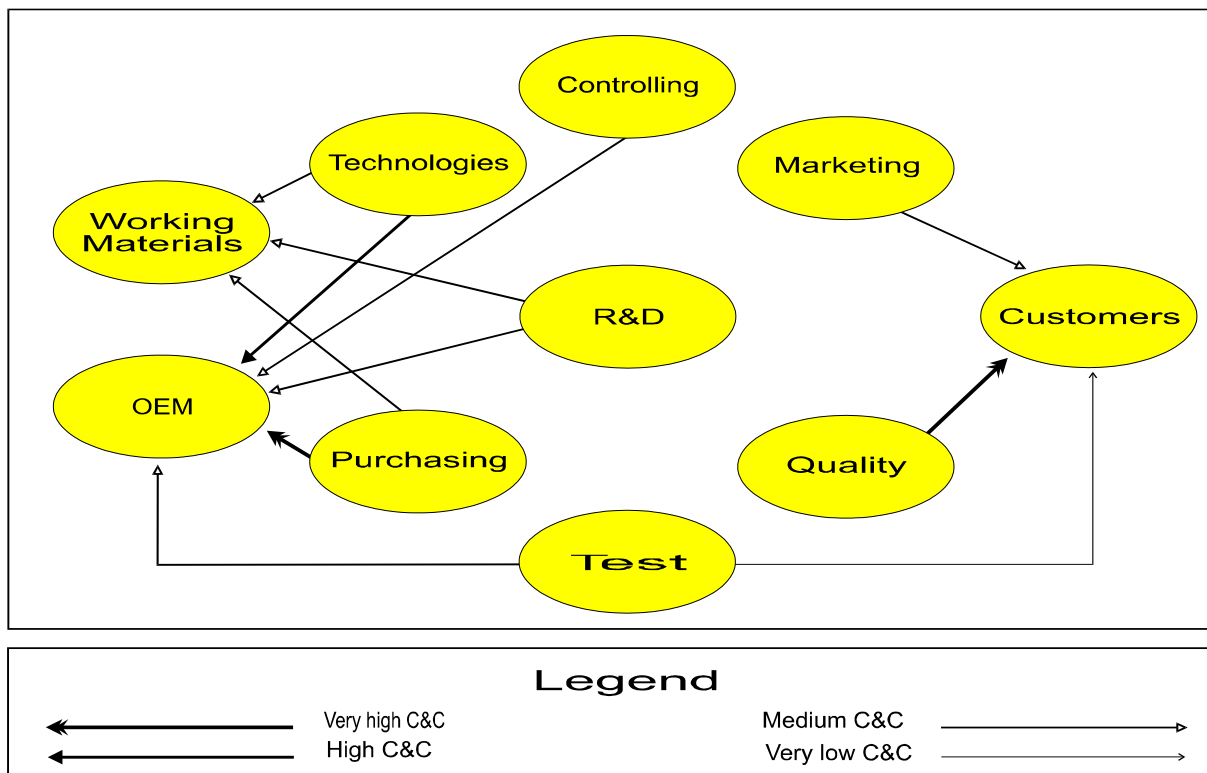 Controlling
Technologies
Marketing
Working
Materials
R&D
Customers
OEM
Purchasing
Quality
Test
Legend
Very high C&C
Medium C&C
High C&C
Very low C&C